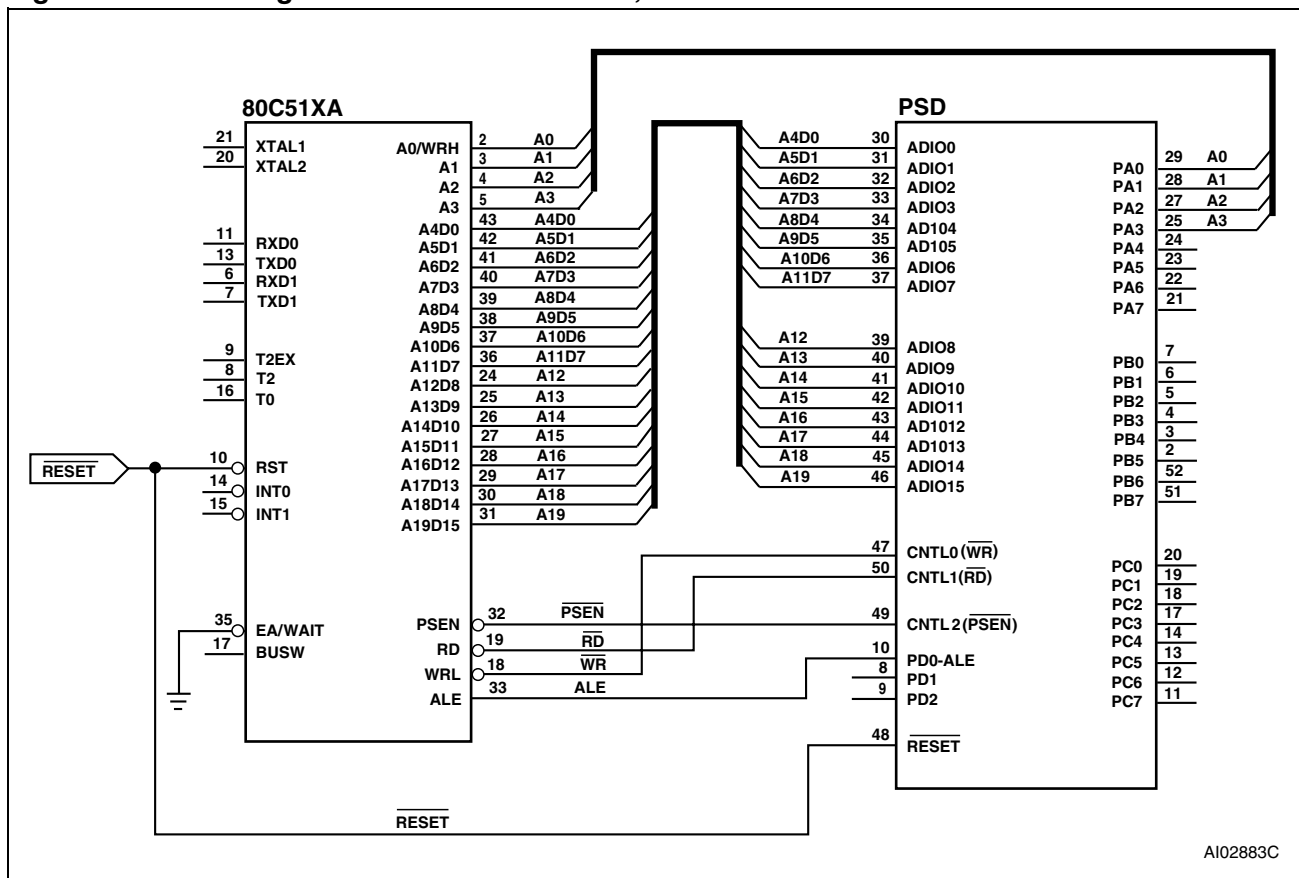 80C51XA
PSD
21 XTAL1
20 XTAL2
11 RXD0
13 TXD0
6 RXD1
7 TXD1
9 T2EX
8 T2
16 T0
RESET
10 RST
14 INT0
15 INT1
35 EA/WAIT
17 BUSW
A0/WRH 2 A0
A1 3 A1
A2 4 A2
A3 5 A3
A4D0 43 A4D0
A5D1 42 A5D1
A6D2 41 A6D2
A7D3 40 A7D3
A8D4 39 A8D4
A9D5 38 A9D5
A10D6 37 A10D6
A11D7 36 A11D7
A12D8 24 A12
A13D9 25 A13
A14D10 26 A14
A15D11 27 A15
A16D12 28 A16
A17D13 29 A17
A18D14 30 A18
A19D15 31 A19
PSEN 32 PSEN
RD 19 RD
WRL 18 WR
ALE 33 ALE
A4D0 30 ADIO0
A5D1 31 ADIO1
A6D2 32 ADIO2
A7D3 33 ADIO3
A8D4 34 AD104
A9D5 35 AD105
A10D6 36 ADIO6
A11D7 37 ADIO7
A12 39 ADIO8
A13 40 ADIO9
A14 41 ADIO10
A15 42 ADIO11
A16 43 AD1012
A17 44 AD1013
A18 45 ADIO14
A19 46 ADIO15
47 CNTL0(WR)
50 CNTL1(RD)
49 CNTL 2(PSEN)
10 PD0-ALE
8 PD1
9 PD2
48 RESET
PA0 29 A0
PA1 28 A1
PA2 27 A2
PA3 25 A3
PA4 24
PA5 23
PA6 22
PA7 21
PB0 7
PB1 6
PB2 5
PB3 4
PB4 3
PB5 2
PB6 52
PB7 51
PC0 20
PC1 19
PC2 18
PC3 17
PC4 14
PC5 13
PC6 12
PC7 11
RESET
AI02883C